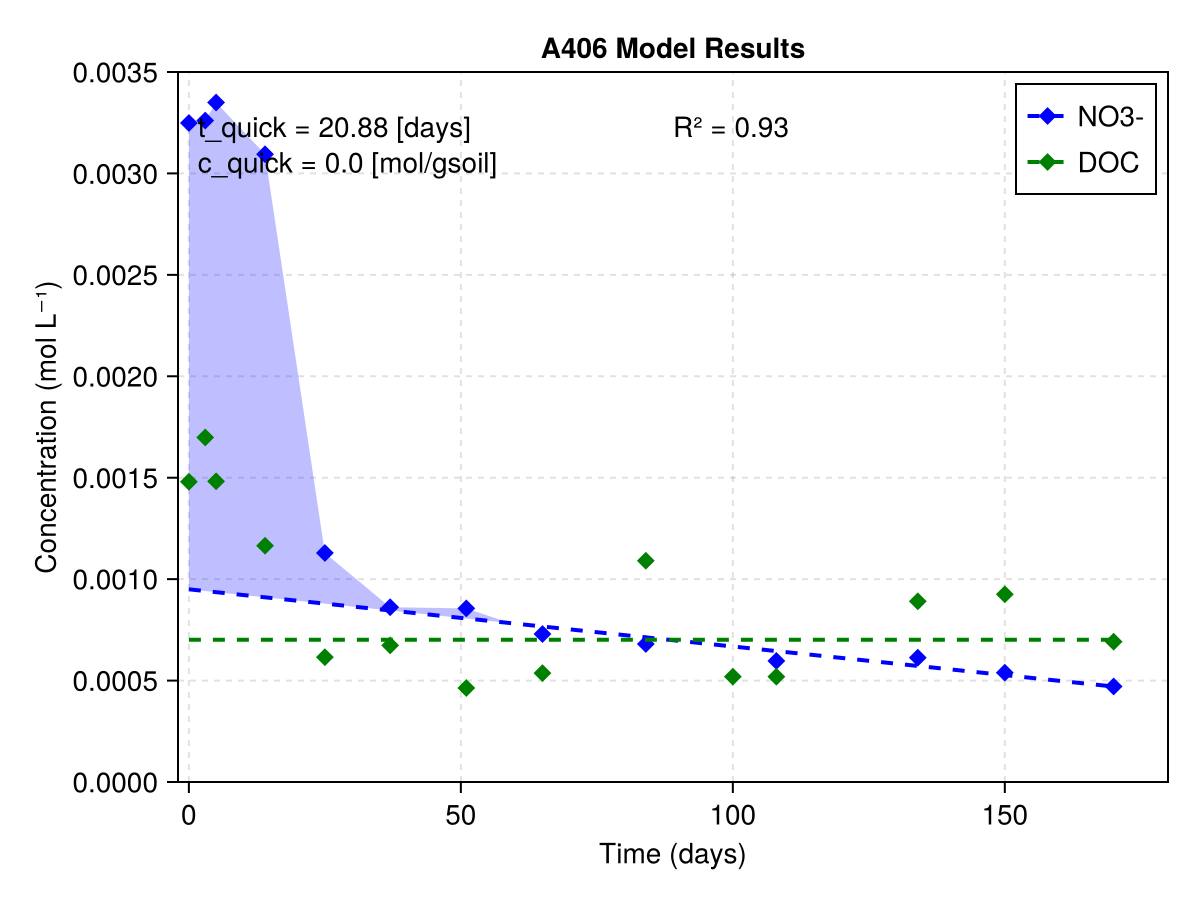 A406 Model Results
0.0035
0.0030
0.0025
0.0020
0.0015
0.0010
0.0005
0.0000
Concentration (mol L⁻¹)
t_quick = 20.88 [days]
c_quick = 0.0 [mol/gsoil]
R² = 0.93
NO3-
DOC
0 50 100 150
Time (days)